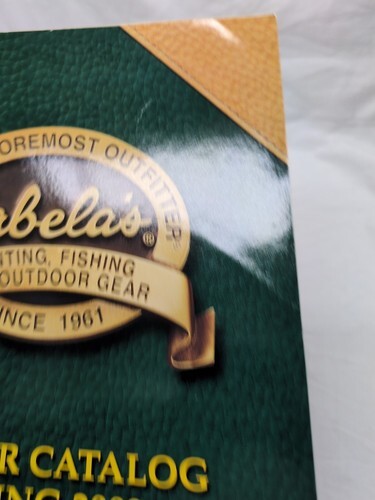 OREMOST OUTFITTER
abela's®
NTING, FISHING
OUTDOOR GEAR
INCE 1961
R CATALOG